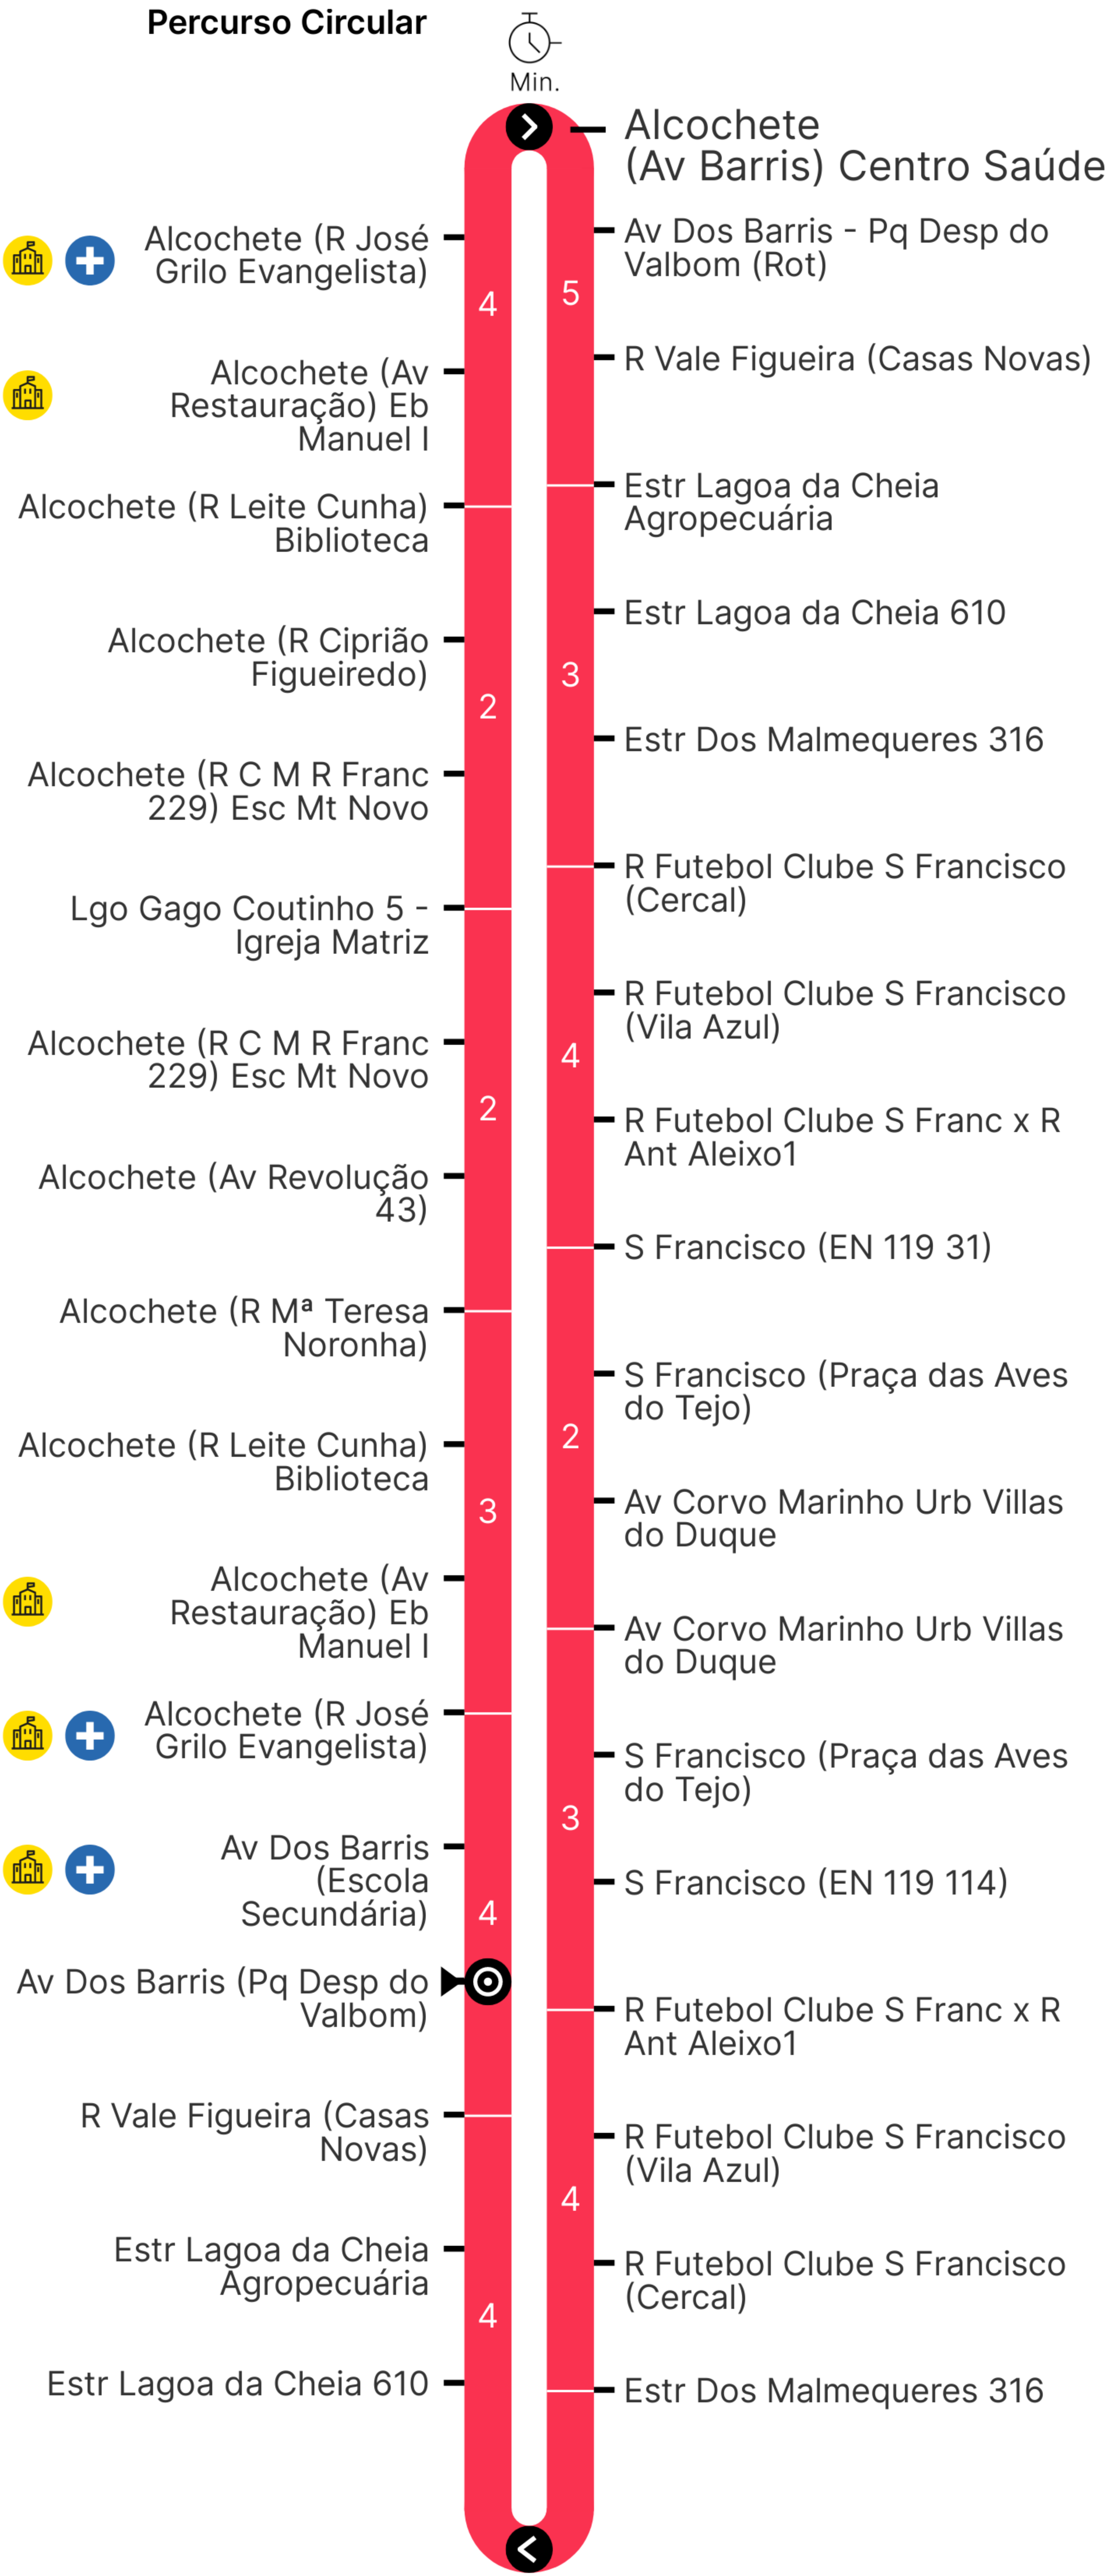 Percurso Circular
Min.
Alcochete
(Av Barris) Centro Saúde
Av Dos Barris - Pq Desp do
Valbom (Rot)
5
R Vale Figueira (Casas Novas)
Estr Lagoa da Cheia
Agropecuária
Estr Lagoa da Cheia 610
3
Estr Dos Malmequeres 316
R Futebol Clube S Francisco
(Cercal)
R Futebol Clube S Francisco
(Vila Azul)
4
R Futebol Clube S Franc x R
Ant Aleixo1
S Francisco (EN 119 31)
S Francisco (Praça das Aves
do Tejo)
2
Av Corvo Marinho Urb Villas
do Duque
Av Corvo Marinho Urb Villas
do Duque
S Francisco (Praça das Aves
do Tejo)
3
S Francisco (EN 119 114)
R Futebol Clube S Franc x R
Ant Aleixo1
R Futebol Clube S Francisco
(Vila Azul)
4
R Futebol Clube S Francisco
(Cercal)
Estr Dos Malmequeres 316
Alcochete (R José
Grilo Evangelista)
4
Alcochete (Av
Restauração) Eb
Manuel I
Alcochete (R Leite Cunha)
Biblioteca
Alcochete (RCiprião
Figueiredo)
2
Alcochete (R C M R Franc
229) Esc Mt Novo
Lgo Gago Coutinho 5 -
Igreja Matriz
Alcochete (R C M R Franc
229) Esc Mt Novo
2
Alcochete (Av Revolução
43)
Alcochete (R Mª Teresa
Noronha)
Alcochete (R Leite Cunha)
Biblioteca
3
Alcochete (Av
Restauração) Eb
Manuel I
Alcochete (R José
Grilo Evangelista)
Av Dos Barris
(Escola
Secundária)
4
Av Dos Barris (Pq Desp do
Valbom)
R Vale Figueira (Casas
Novas)
Estr Lagoa da Cheia
Agropecuária
4
Estr Lagoa da Cheia 610